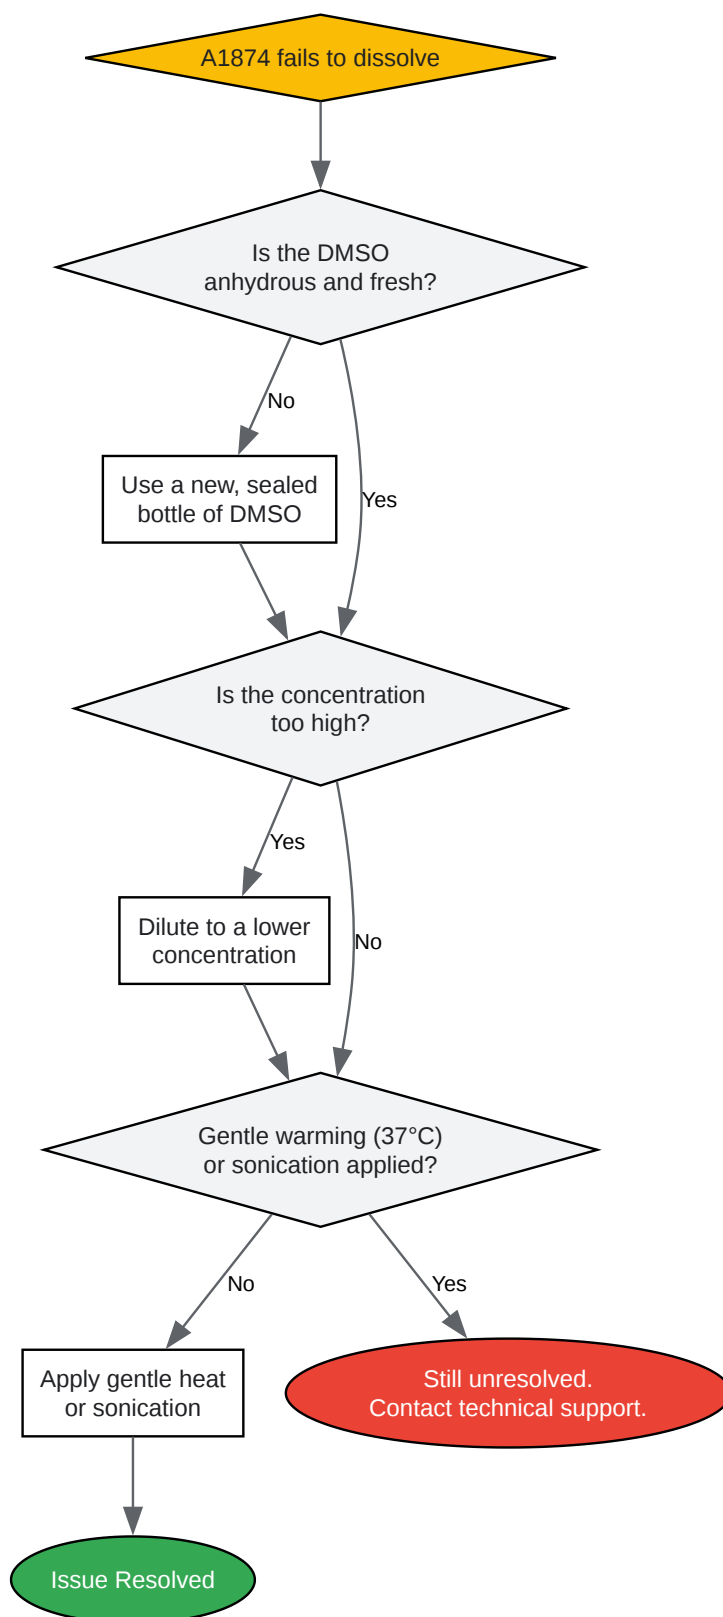 A1874 fails to dissolve
Is the DMSO
anhydrous and fresh?
No
Use a new, sealed
bottle of DMSO
Yes
Is the concentration
too high?
Yes
Dilute to a lower
concentration
No
Gentle warming (37°C)
or sonication applied?
No
Yes
Apply gentle heat
or sonication
Still unresolved.
Contact technical support.
Issue Resolved